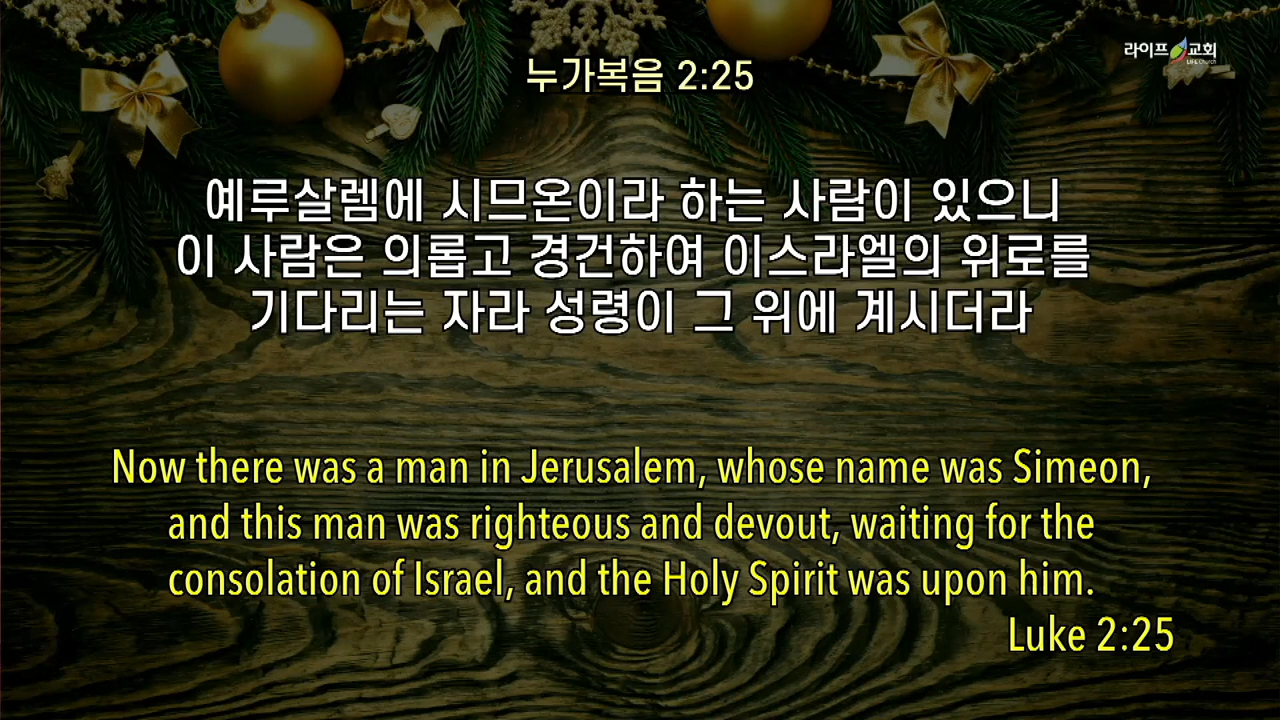 라이프 교회
LIFE Church
누가복음 2:25
예루살렘에 시므온이라 하는 사람이 있으니
이 사람은 의롭고 경건하여 이스라엘의 위로를
기다리는 자라 성령이 그 위에 계시더라
Now there was a man in Jerusalem, whose name was Simeon,
and this man was righteous and devout, waiting for the
consolation of Israel, and the Holy Spirit was upon him.
Luke 2:25